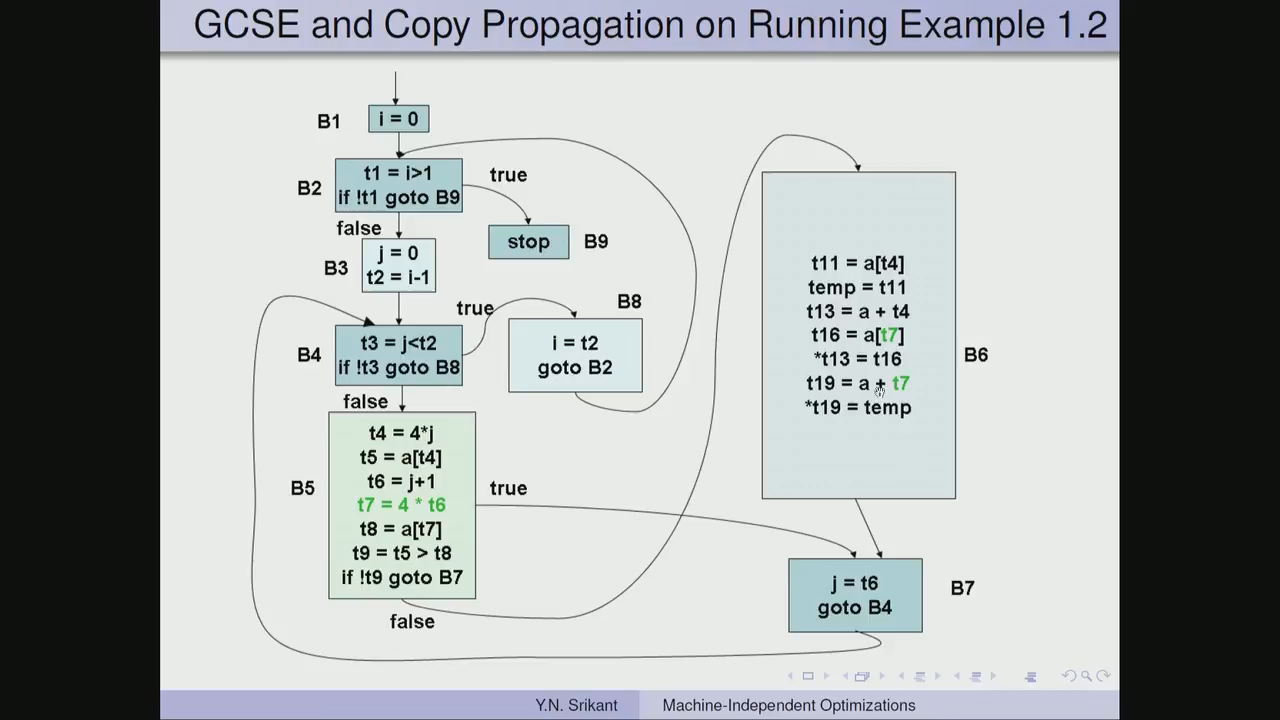 GCSE and Copy Propagation on Running Example 1.2
B1
i = 0
B2
t1 = i>1
if !t1 goto B9
true
false
stop
B9
B3
j = 0
t2 = i-1
true
B8
i = t2
goto B2
B4
t3 = j<t2
if !t3 goto B8
false
B5
t4 = 4*j
t5 = a[t4]
t6 = j+1
t7 = 4 * t6
t8 = a[t7]
t9 = t5 > t8
if !t9 goto B7
true
false
t11 = a[t4]
temp = t11
t13 = a + t4
t16 = a[t7]
*t13 = t16
t19 = a + t7
*t19 = temp
B6
j = t6
goto B4
B7
Y.N. Srikant
Machine-Independent Optimizations